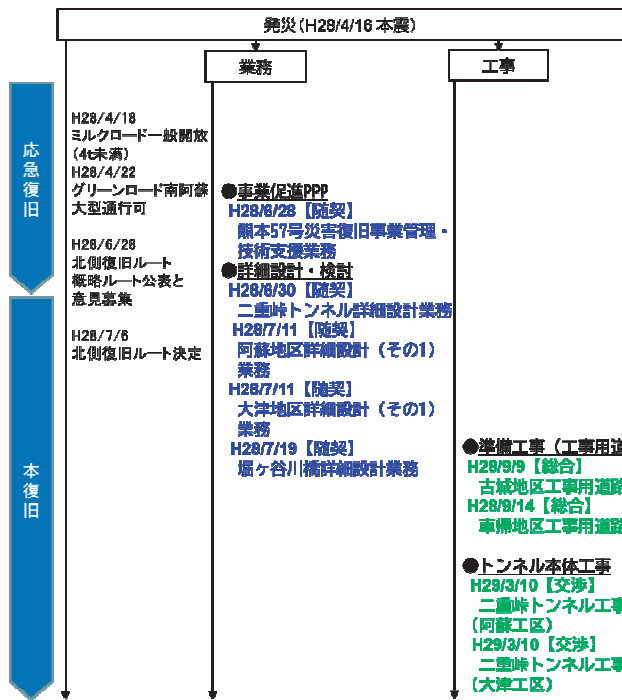 発災(H28/4/16 本震)
業務
工事
応急復旧
H28/4/18
ミルクロード一般開放
(4t未満)
H28/4/22
グリーンロード南阿蘇
大型通行可
H28/6/28
北側復旧ルート
概略ルート公表と
意見募集
H28/7/6
北側復旧ルート決定
本復旧
●事業促進PPP
H28/6/28【随契】
熊本57号災害復旧事業管理・
技術支援業務
●詳細設計・検討
H28/6/30【随契】
二重峠トンネル詳細設計業務
H28/7/11【随契】
阿蘇地区詳細設計（その1）
業務
H28/7/11【随契】
大津地区詳細設計（その1）
業務
H28/7/19【随契】
堀ヶ谷川橋詳細設計業務
●準備工事（工事用道
H28/9/9【総合】
古城地区工事用道路
H28/9/14【総合】
車帰地区工事用道路
●トンネル本体工事
H29/3/10【交渉】
二重峠トンネル工事
(阿蘇工区)
H29/3/10【交渉】
二重峠トンネル工事
(大津工区)